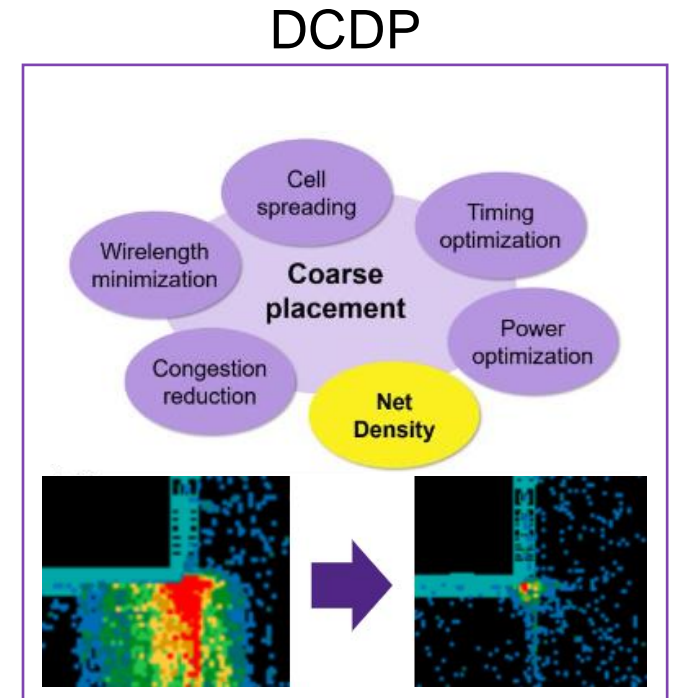 DCDP
Cell
spreading
Timing
optimization
Wirelength
minimization
Coarse
placement
Power
optimization
Congestion
reduction
Net
Density